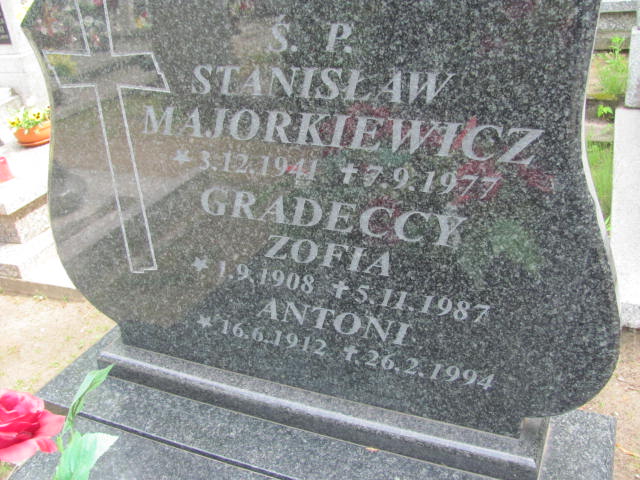 Ś. P.
STANISŁAW
MAJORKIEWICZ
* 3.12.1941 ✝ 7.9.1977
GRADECCY
ZOFIA
* 1.9.1908 ✝ 5.11.1987
ANTONI
* 16.6.1912 ✝ 26.2.1994